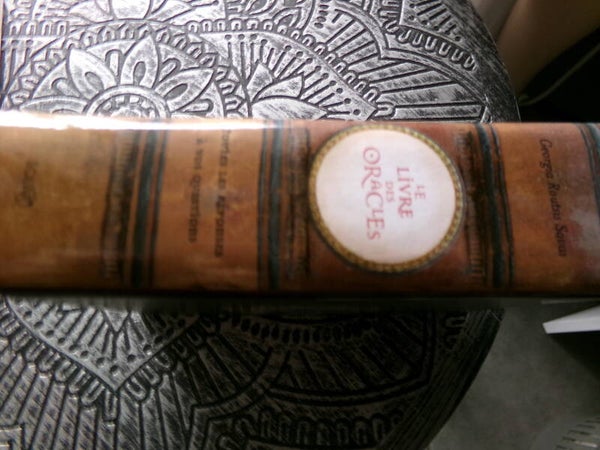 Georgia Routsis Savas
LE
LIVRE
DES
ORACLES
TOUTES LES RÉPONSES
À VOS QUESTIONS